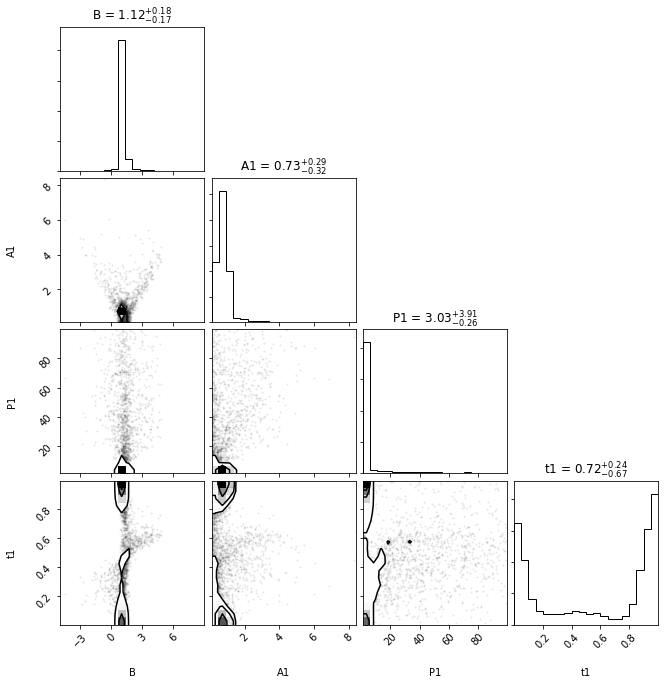 B = 1.12+0.18−0.17
A1 = 0.73+0.29−0.32
8
6
4
2
A1
P1 = 3.03+3.91−0.26
80
60
40
20
P1
t1 = 0.72+0.24−0.67
0.8
0.6
0.4
0.2
t1
−3 0 3 6
2 4 6 8
20 40 60 80
0.2 0.4 0.6 0.8
B A1 P1 t1